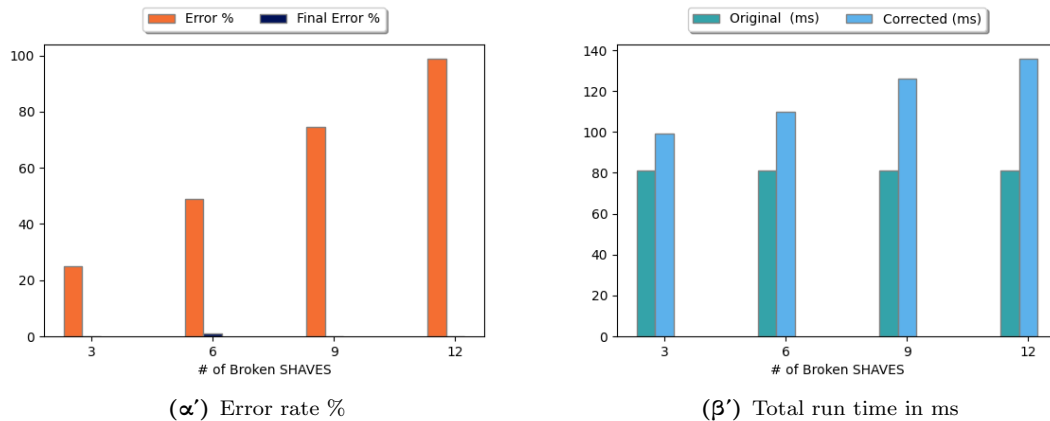 Error %
Final Error %
100
80
60
40
20
0
3
6
9
12
# of Broken SHAVES
(α′) Error rate %
Original (ms)
Corrected (ms)
140
120
100
80
60
40
20
0
3
6
9
12
# of Broken SHAVES
(β′) Total run time in ms